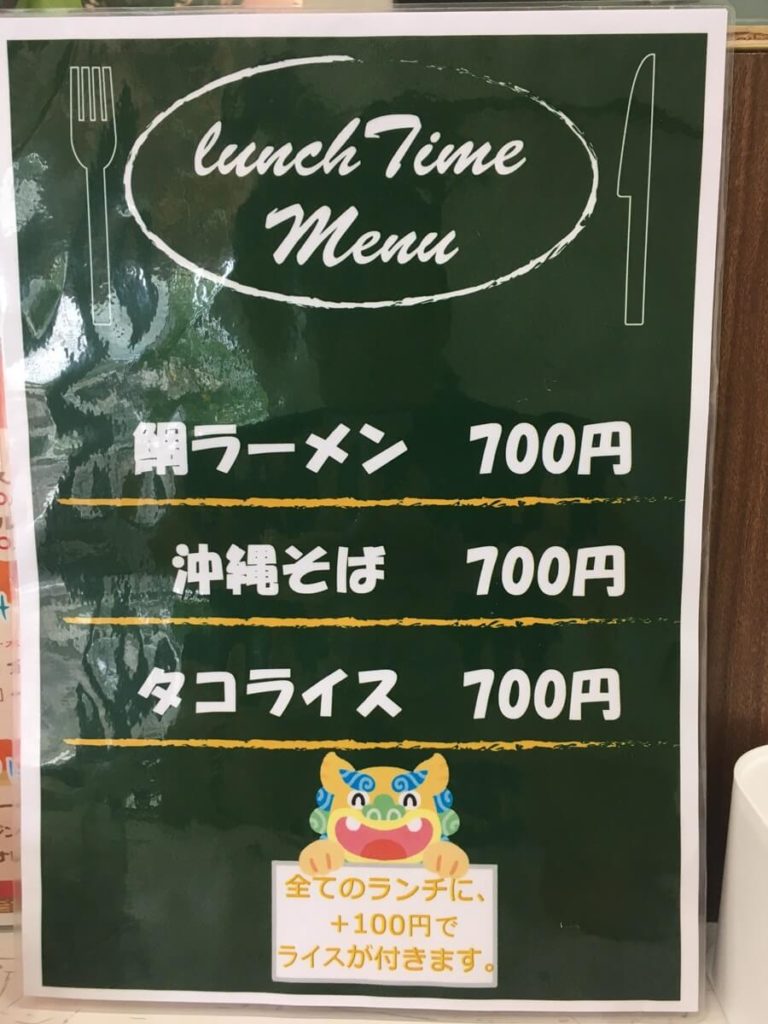 lunch Time
Menu
鯛ラーメン 700円
沖縄そば 700円
タコライス 700円
全てのランチに、
+100円で
ライスが付きます。